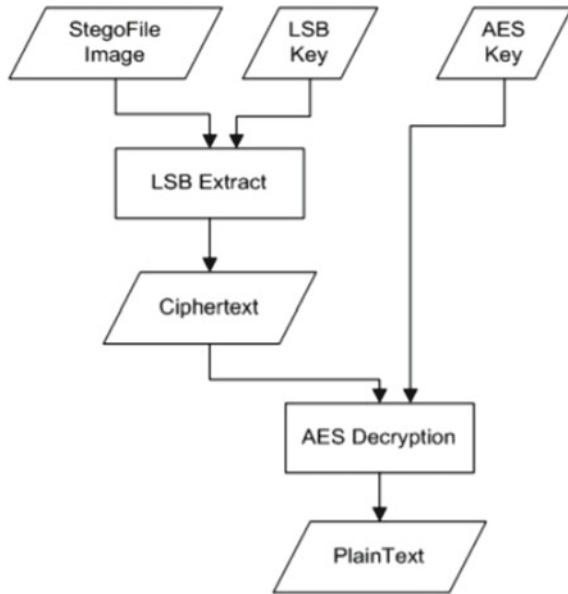 StegoFile
Image
LSB
Key
AES
Key
LSB Extract
Ciphertext
AES Decryption
PlainText